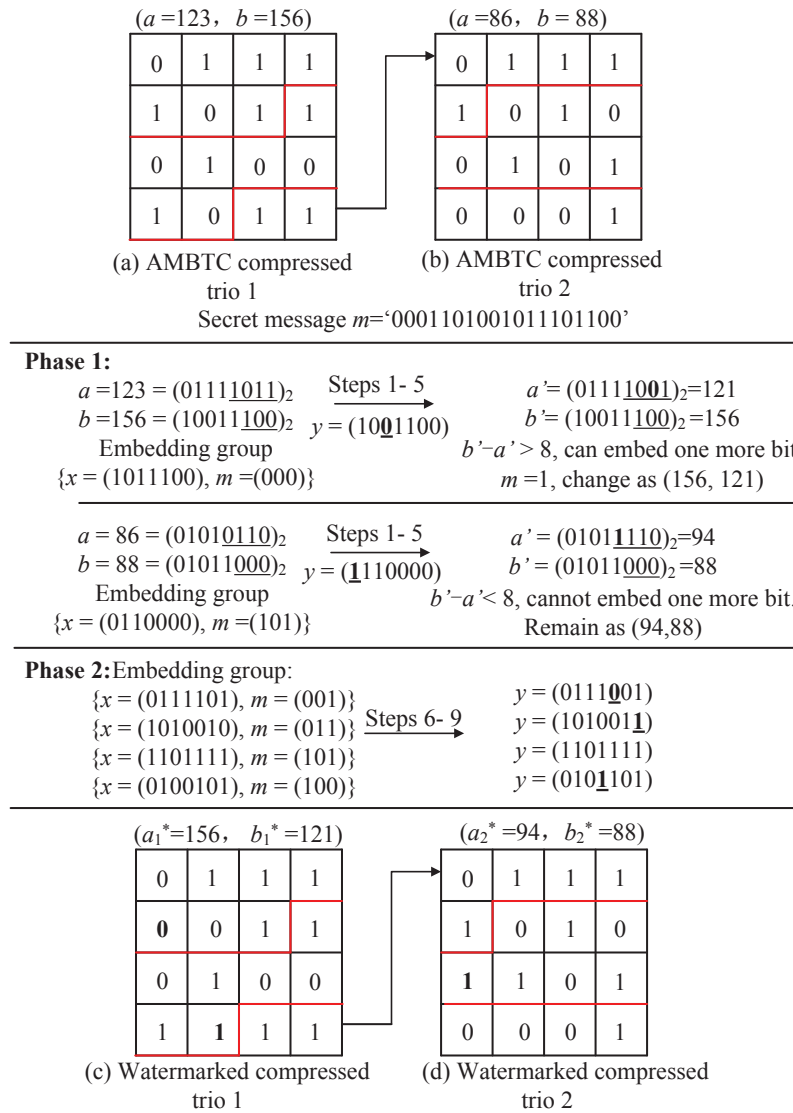 (a =123, b =156)
(a =86, b = 88)
0 1 1 1
1 0 1 1
0 1 0 0
1 0 1 1
0 1 1 1
1 0 1 0
0 1 0 1
0 0 0 1
(a) AMBTC compressed
trio 1
(b) AMBTC compressed
trio 2
Secret message m=‘0001101001011101100’
Phase 1:
a =123 = (01111011)₂
b =156 = (10011100)₂
Embedding group
{x = (1011100), m =(000)}
Steps 1- 5
y = (1001100)
a’= (01111001)₂=121
b’= (10011100)₂=156
b’−a’ > 8, can embed one more bit
m =1, change as (156, 121)
a = 86 = (01010110)₂
b = 88 = (01011000)₂
Embedding group
{x = (0110000), m =(101)}
Steps 1- 5
y = (1110000)
a’ = (01011110)₂=94
b’ = (01011000)₂=88
b’−a’< 8, cannot embed one more bit.
Remain as (94,88)
Phase 2:Embedding group:
{x = (0111101), m = (001)}
{x = (1010010), m = (011)}
{x = (1101111), m = (101)}
{x = (0100101), m = (100)}
Steps 6- 9
y = (0111001)
y = (1010011)
y = (1101111)
y = (0101101)
(a₁*=156, b₁* =121)
(a₂* =94, b₂* =88)
0 1 1 1
0 0 1 1
0 1 0 0
1 1 1 1
0 1 1 1
1 0 1 0
1 1 0 1
0 0 0 1
(c) Watermarked compressed
trio 1
(d) Watermarked compressed
trio 2